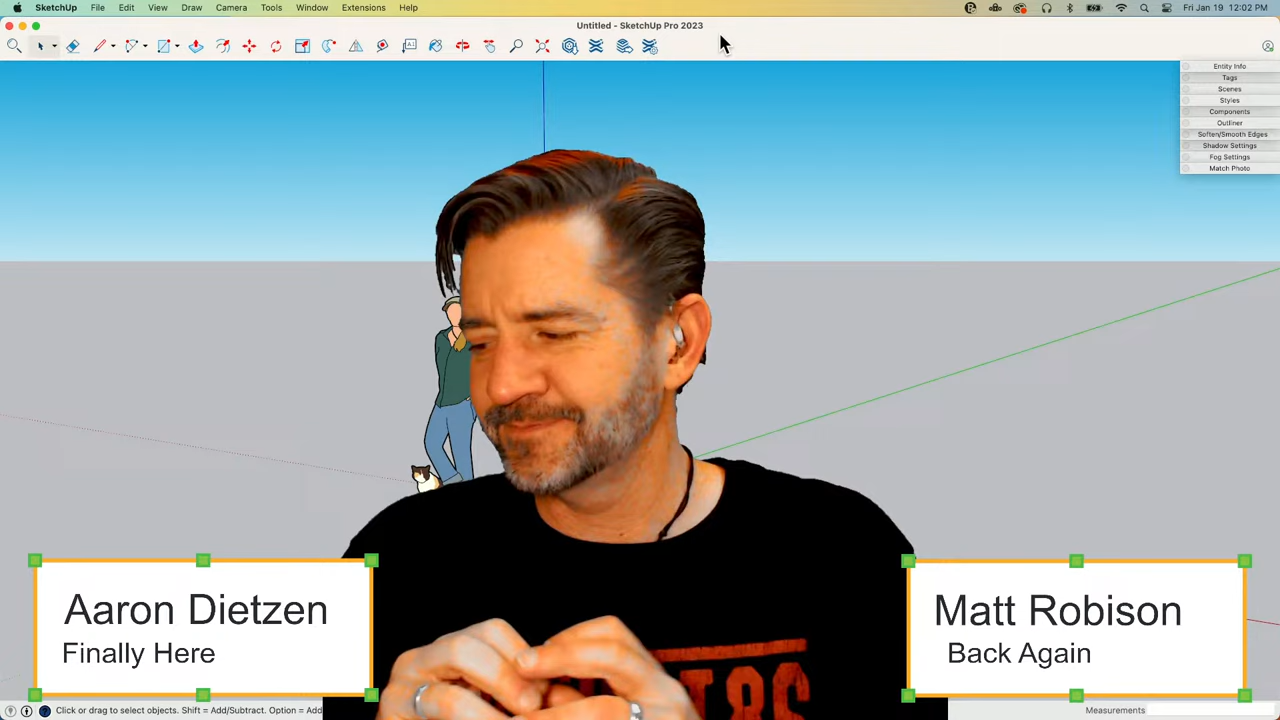 SketchUp File Edit View Draw Camera Tools Window Extensions Help Fri Jan 19 12:02 PM
Untitled - SketchUp Pro 2023
Entity Info
Tags
Scenes
Styles
Components
Outliner
Soften/Smooth Edges
Shadow Settings
Fog Settings
Match Photo
Aaron Dietzen
Finally Here
Matt Robison
Back Again
Click or drag to select objects. Shift = Add/Subtract. Option = Add
Measurements